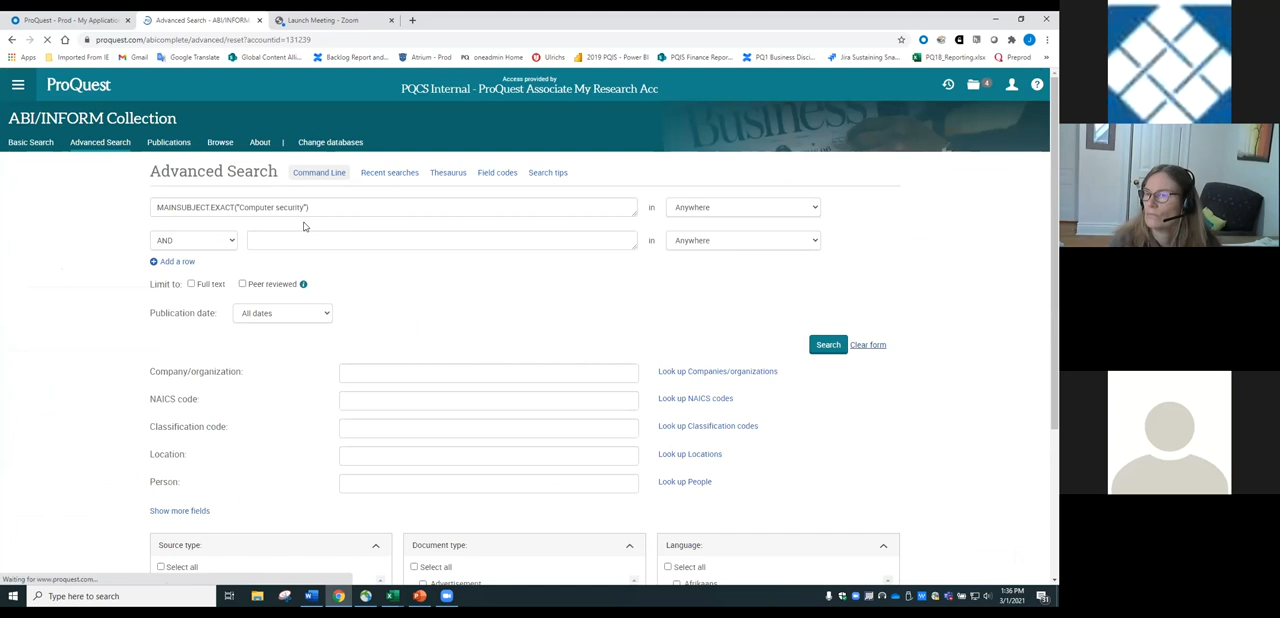 ProQuest - Prod - My Applicatio
Advanced Search - ABI/INFORM C
Launch Meeting - Zoom
proquest.com/abicomplete/advanced/reset?accountid=131239
Apps
Imported From IE
Gmail
Google Translate
Global Content Alli...
Backlog Report and...
Atrium - Prod
oneadmin Home
Ulrichs
2019 PQIS - Power BI
PQIS Finance Repor...
PQ1 Business Disci...
Jira Sustaining Sna...
PQ1B_Reporting.xlsx
Preprod
ProQuest
Access provided by
PQCS Internal - ProQuest Associate My Research Acc
4
ABI/INFORM Collection
Basic Search
Advanced Search
Publications
Browse
About
|
Change databases
Advanced Search
Command Line
Recent searches
Thesaurus
Field codes
Search tips
MAINSUBJECT.EXACT("Computer security")
in
Anywhere
AND
in
Anywhere
Add a row
Limit to:
Full text
Peer reviewed
Publication date:
All dates
Search
Clear form
Company/organization:
Look up Companies/organizations
NAICS code:
Look up NAICS codes
Classification code:
Look up Classification codes
Location:
Look up Locations
Person:
Look up People
Show more fields
Source type:
Document type:
Language:
Select all
Select all
Select all
Advertisement
Afrikaans
Waiting for www.proquest.com...
Type here to search
1:36 PM
3/1/2021